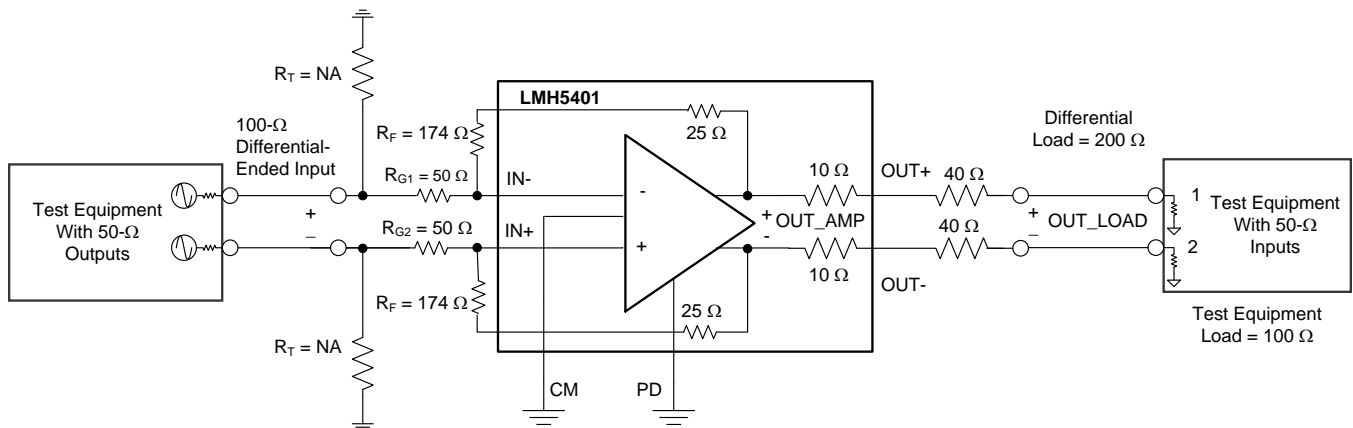 R_T = NA
LMH5401
100-Ω
Differential-
Ended Input
R_F = 174 Ω
25 Ω
Differential
Load = 200 Ω
R_G1 = 50 Ω
IN-
-
10 Ω
OUT+
40 Ω
1
Test Equipment
With 50-Ω
Outputs
+
–
R_G2 = 50 Ω
IN+
+
+
-
OUT_AMP
+
–
OUT_LOAD
Test Equipment
With 50-Ω
Inputs
40 Ω
2
10 Ω
OUT-
R_F = 174 Ω
25 Ω
R_T = NA
Test Equipment
Load = 100 Ω
CM
PD